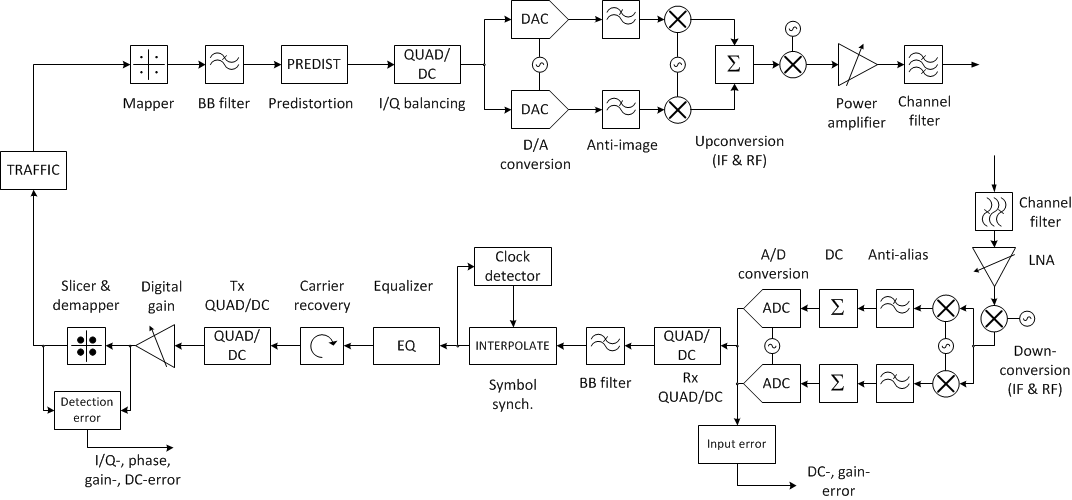 DAC
QUAD/
DC
PREDIST
Σ
Mapper
BB filter
Predistortion
I/Q balancing
DAC
Power
amplifier
Channel
filter
D/A
conversion
Anti-image
Upconversion
(IF & RF)
TRAFFIC
Channel
filter
Clock
detector
A/D
conversion
DC
Anti-alias
LNA
Slicer &
demapper
Digital
gain
Tx
QUAD/DC
Carrier
recovery
Equalizer
ADC
Σ
QUAD/
DC
EQ
INTERPOLATE
QUAD/
DC
Down-
conversion
(IF & RF)
ADC
Σ
Symbol
synch.
BB filter
Rx
QUAD/DC
Detection
error
Input error
I/Q-, phase,
gain-, DC-error
DC-, gain-
error